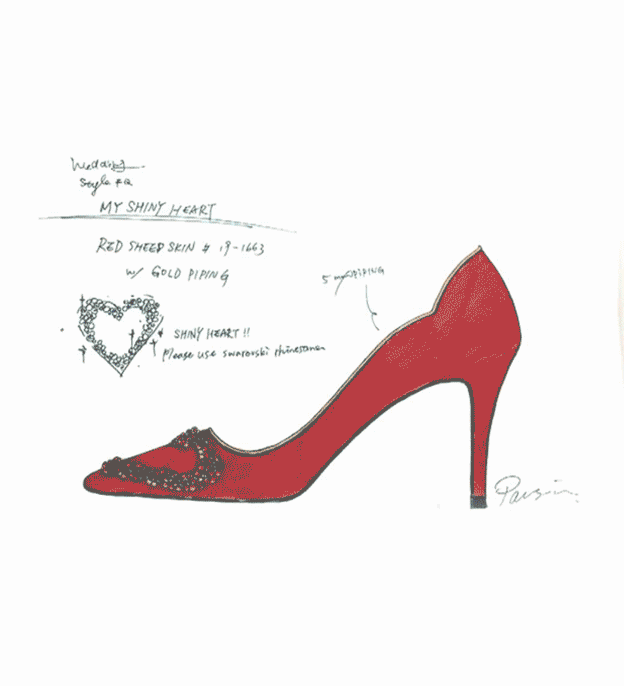 Wedding
Style #2
MY SHINY HEART
RED SHEEP SKIN # 19-1663
w/ GOLD PIPING
5 mm PIPING
SHINY HEART !!
Please use swarovski rhinestones